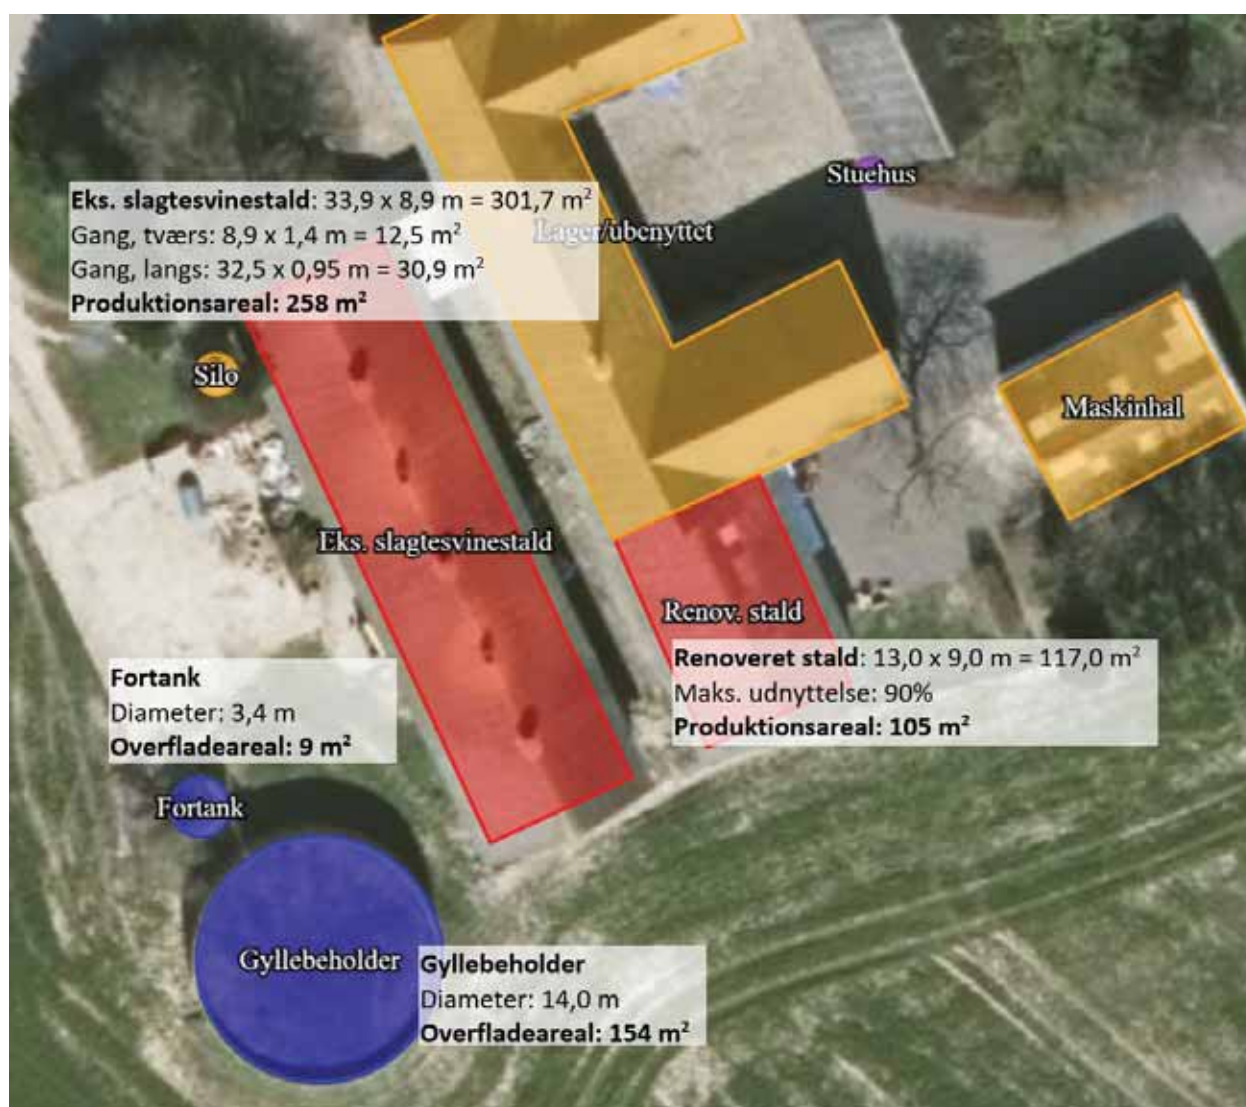 Stuehus
Eks. slagtesvinestald: 33,9 x 8,9 m = 301,7 m²
Gang, tværs: 8,9 x 1,4 m = 12,5 m²
Lager/ubenyttet
Gang, langs: 32,5 x 0,95 m = 30,9 m²
Produktionsareal: 258 m²
Silo
Maskinhal
Eks. slagtesvinestald
Renov. stald
Renoveret stald: 13,0 x 9,0 m = 117,0 m²
Maks. udnyttelse: 90%
Produktionsareal: 105 m²
Fortank
Diameter: 3,4 m
Overfladeareal: 9 m²
Fortank
Gyllebeholder
Gyllebeholder
Diameter: 14,0 m
Overfladeareal: 154 m²